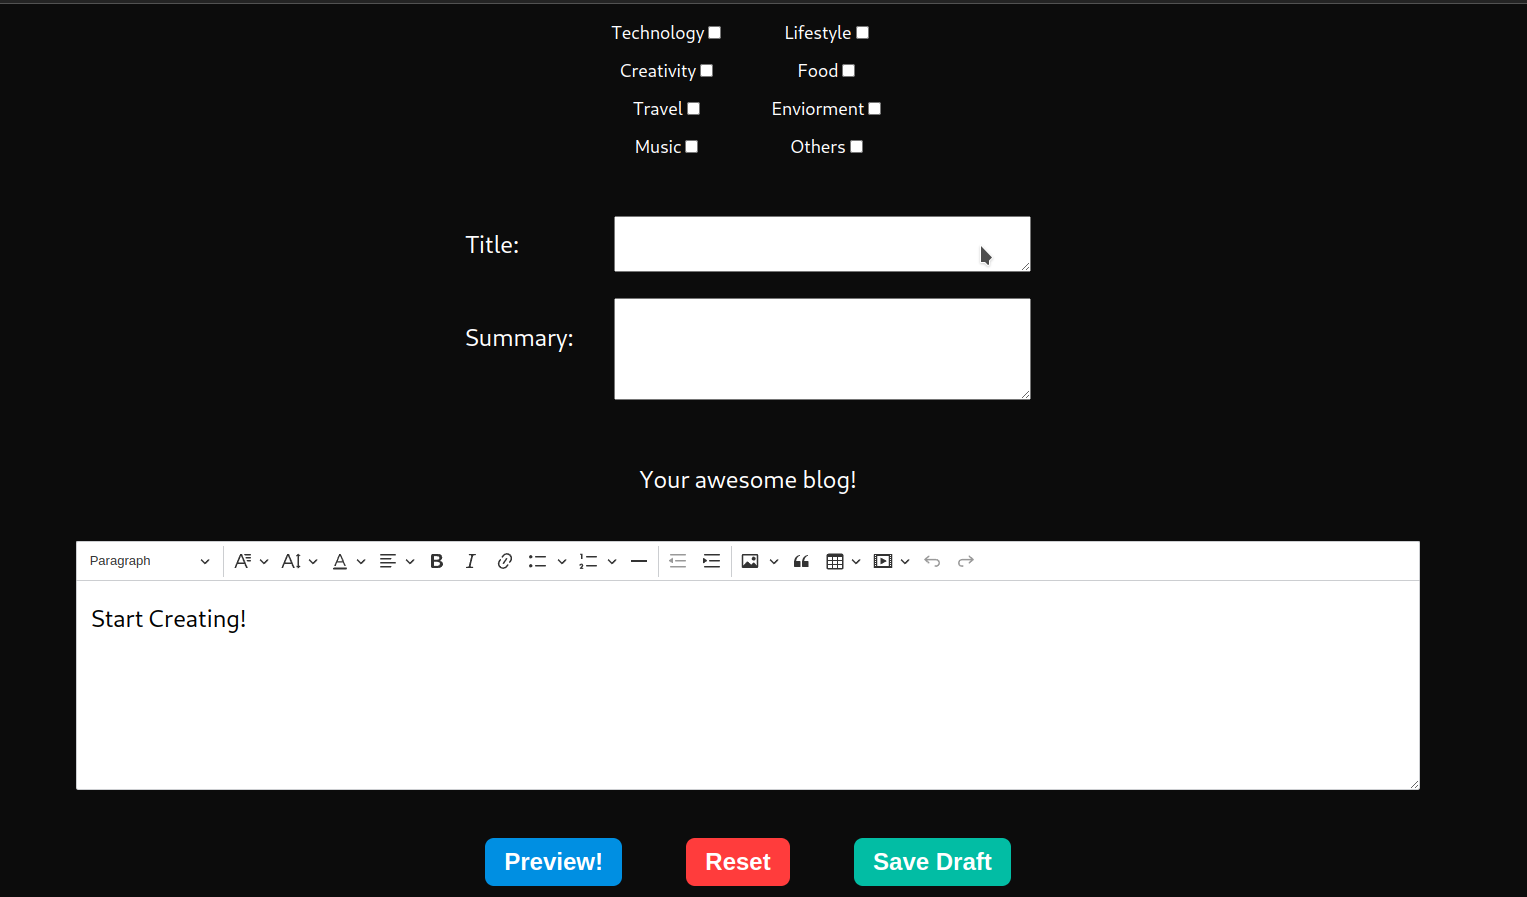 Technology Lifestyle
Creativity Food
Travel Enviorment
Music Others
Title:
Summary:
Your awesome blog!
Paragraph
Start Creating!
Preview! Reset Save Draft